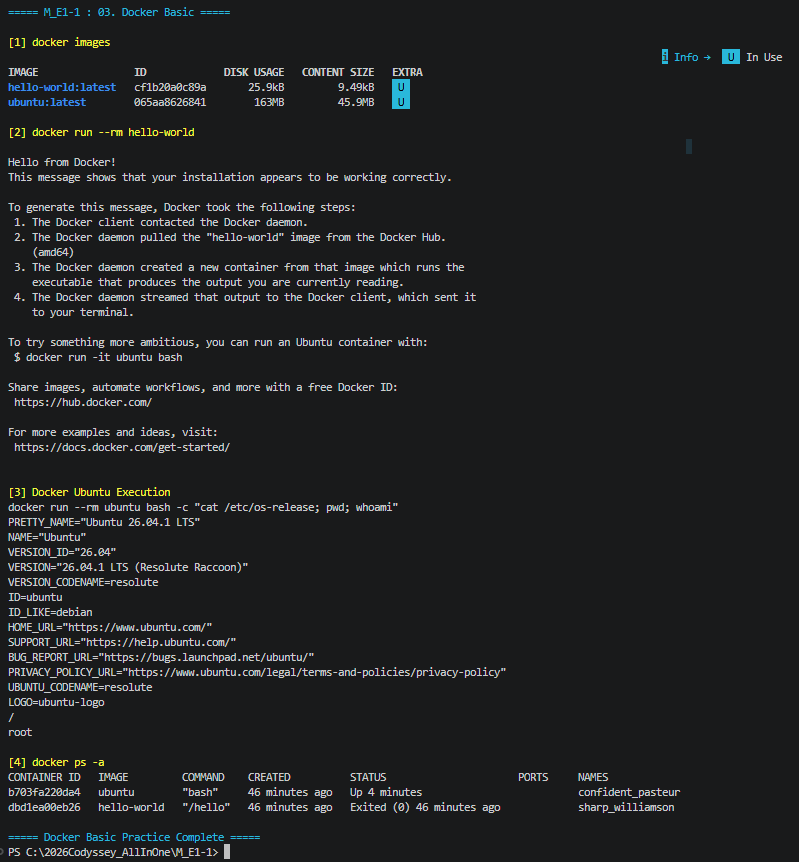 ===== M_E1-1 : 03. Docker Basic =====
[1] docker images
i Info →   U  In Use
IMAGE                ID             DISK USAGE   CONTENT SIZE   EXTRA
hello-world:latest   cf1b20a0c89a       25.9kB         9.49kB    U
ubuntu:latest        065aa8626841        163MB         45.9MB    U
[2] docker run --rm hello-world
Hello from Docker!
This message shows that your installation appears to be working correctly.
To generate this message, Docker took the following steps:
 1. The Docker client contacted the Docker daemon.
 2. The Docker daemon pulled the "hello-world" image from the Docker Hub.
    (amd64)
 3. The Docker daemon created a new container from that image which runs the
    executable that produces the output you are currently reading.
 4. The Docker daemon streamed that output to the Docker client, which sent it
    to your terminal.
To try something more ambitious, you can run an Ubuntu container with:
 $ docker run -it ubuntu bash
Share images, automate workflows, and more with a free Docker ID:
 https://hub.docker.com/
For more examples and ideas, visit:
 https://docs.docker.com/get-started/
[3] Docker Ubuntu Execution
docker run --rm ubuntu bash -c "cat /etc/os-release; pwd; whoami"
PRETTY_NAME="Ubuntu 26.04.1 LTS"
NAME="Ubuntu"
VERSION_ID="26.04"
VERSION="26.04.1 LTS (Resolute Raccoon)"
VERSION_CODENAME=resolute
ID=ubuntu
ID_LIKE=debian
HOME_URL="https://www.ubuntu.com/"
SUPPORT_URL="https://help.ubuntu.com/"
BUG_REPORT_URL="https://bugs.launchpad.net/ubuntu/"
PRIVACY_POLICY_URL="https://www.ubuntu.com/legal/terms-and-policies/privacy-policy"
UBUNTU_CODENAME=resolute
LOGO=ubuntu-logo
/
root
[4] docker ps -a
CONTAINER ID   IMAGE         COMMAND    CREATED          STATUS                      PORTS     NAMES
b703fa220da4   ubuntu        "bash"     46 minutes ago   Up 4 minutes                          confident_pasteur
dbd1ea00eb26   hello-world   "/hello"   46 minutes ago   Exited (0) 46 minutes ago             sharp_williamson
===== Docker Basic Practice Complete =====
PS C:\2026Codyssey_AllInOne\M_E1-1>